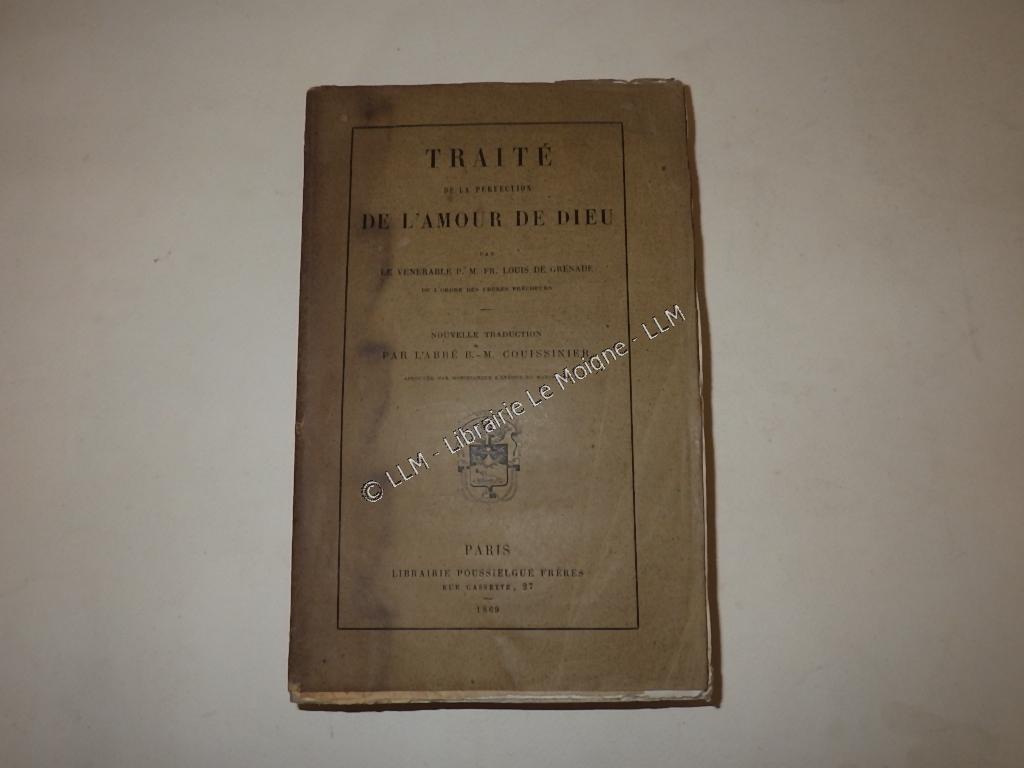 TRAITÉ
DE LA PERFECTION
DE L'AMOUR DE DIEU
PAR
LE VENERABLE P. M. FR. LOUIS DE GRENADE
DE L'ORDRE DES FRÈRES PRÊCHEURS
NOUVELLE TRADUCTION
PAR L'ABBÉ B.-M. COUISSINIER
© LLM - Librairie Le Moigne - LLM
PARIS
LIBRAIRIE POUSSIELGUE FRÈRES
RUE CASSETTE, 27
1869